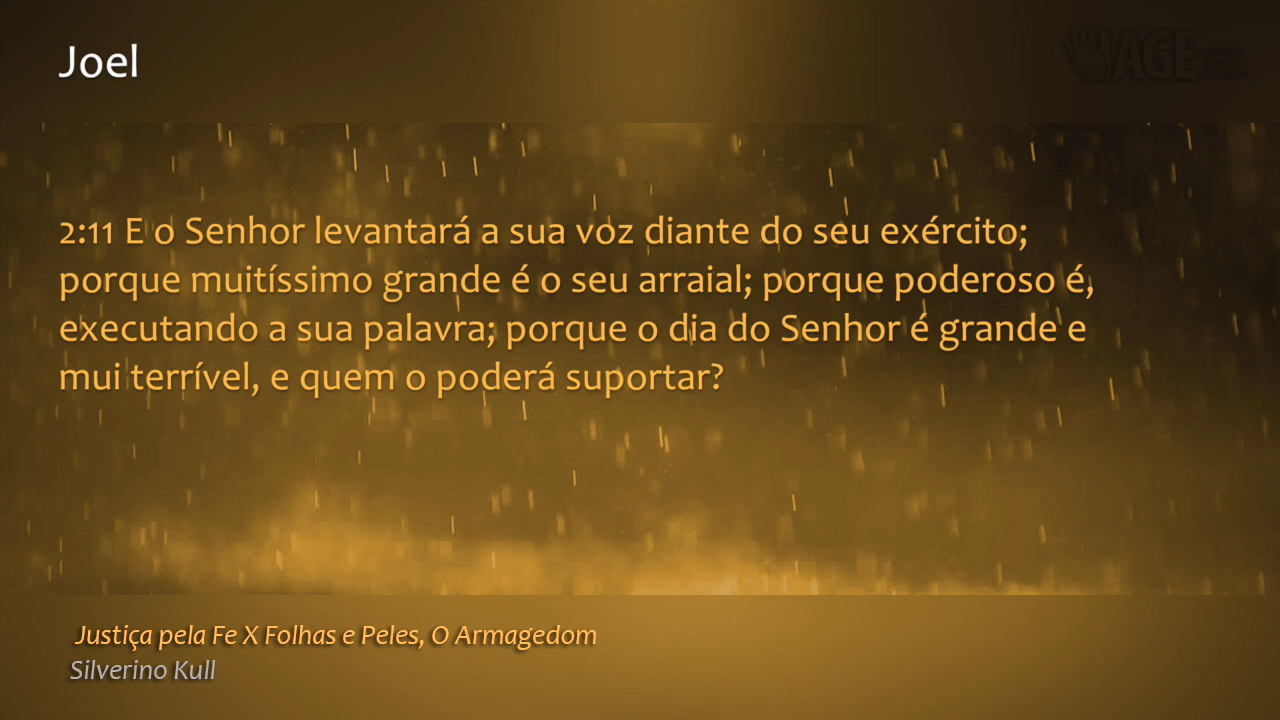 Joel
IAGE
2:11 E o Senhor levantará a sua voz diante do seu exército;
porque muitíssimo grande é o seu arraial; porque poderoso é,
executando a sua palavra; porque o dia do Senhor é grande e
mui terrível, e quem o poderá suportar?
Justiça pela Fe X Folhas e Peles, O Armagedom
Silverino Kull